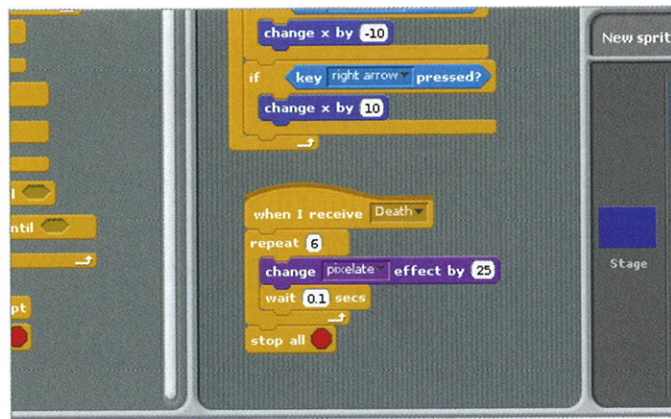 change x by -10
New sprit
if key right arrow pressed?
change x by 10
when I receive Death
repeat 6
change pixelate effect by 25
wait 0.1 secs
stop all
Stage
ntil
pt